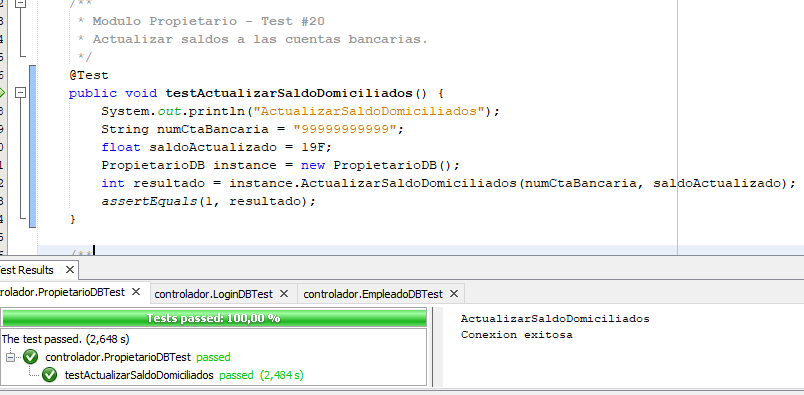 /**
* Modulo Propietario - Test #20
* Actualizar saldos a las cuentas bancarias.
*/
@Test
public void testActualizarSaldoDomiciliados() {
System.out.println("ActualizarSaldoDomiciliados");
String numCtaBancaria = "99999999999";
float saldoActualizado = 19F;
PropietarioDB instance = new PropietarioDB();
int resultado = instance.ActualizarSaldoDomiciliados(numCtaBancaria, saldoActualizado);
assertEquals(1, resultado);
}
/**
est Results
rolador.PropietarioDBTest controlador.LoginDBTest controlador.EmpleadoDBTest
Tests passed: 100,00 %
The test passed. (2,648 s)
controlador.PropietarioDBTest passed
testActualizarSaldoDomiciliados passed (2,484 s)
ActualizarSaldoDomiciliados
Conexion exitosa